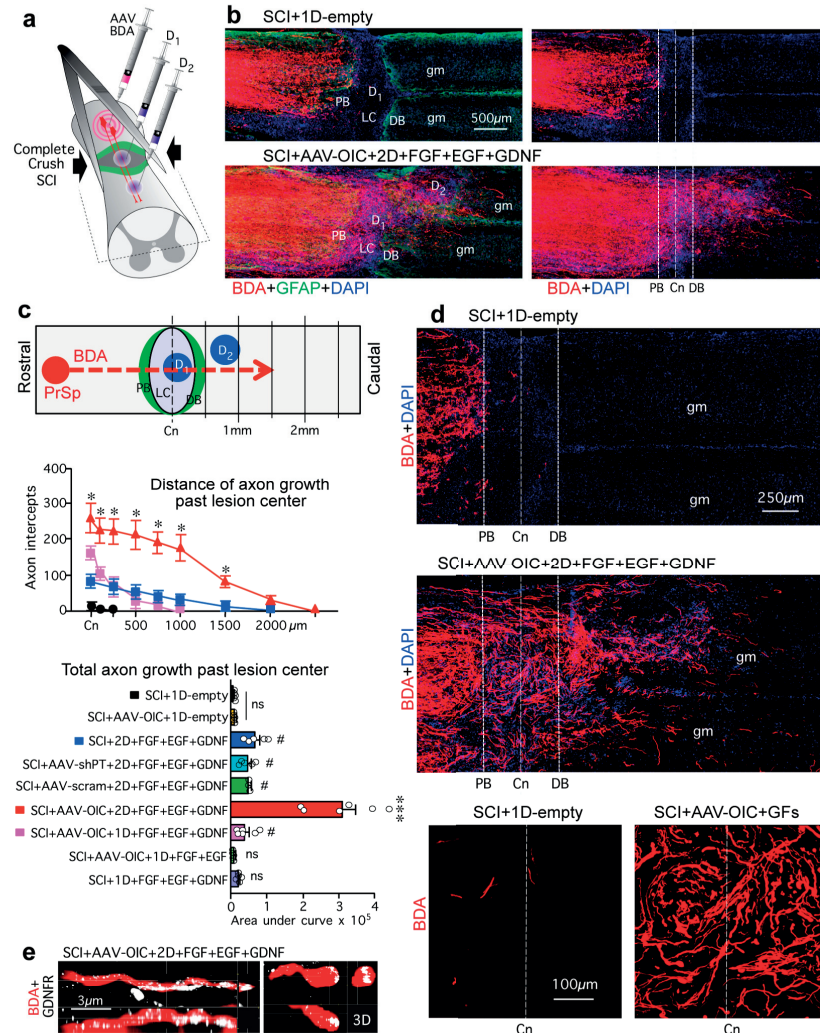 a
AAV
BDA
D1
D2
Complete
Crush
SCI
b
SCI+1D-empty
gm
PB
D1
LC
DB
gm
500µm
SCI+AAV-OIC+2D+FGF+EGF+GDNF
D2
gm
D1
PB
LC
DB
gm
BDA+GFAP+DAPI
BDA+DAPI
PB Cn DB
c
Rostral
BDA
PrSp
PB
LC
D1
DB
D2
Caudal
Cn
1mm
2mm
Distance of axon growth
past lesion center
Axon intercepts
400
300
200
100
0
* * * * * * *
Cn 500 1000 1500 2000 µm
Total axon growth past lesion center
SCI+1D-empty
SCI+AAV-OIC+1D-empty
ns
SCI+2D+FGF+EGF+GDNF #
SCI+AAV-shPT+2D+FGF+EGF+GDNF #
SCI+AAV-scram+2D+FGF+EGF+GDNF #
SCI+AAV-OIC+2D+FGF+EGF+GDNF ***
SCI+AAV-OIC+1D+FGF+EGF+GDNF #
SCI+AAV-OIC+1D+FGF+EGF ns
SCI+1D+FGF+EGF+GDNF ns
0 1 2 3 4
Area under curve x 10⁵
d
SCI+1D-empty
BDA+DAPI
gm
gm
250µm
PB Cn DB
SCI+AAV OIC+2D+FGF+EGF+GDNF
BDA+DAPI
gm
gm
PB Cn DB
SCI+1D-empty
SCI+AAV-OIC+GFs
BDA
100µm
Cn
Cn
e
SCI+AAV-OIC+2D+FGF+EGF+GDNF
BDA+
GDNFR
3µm
3D